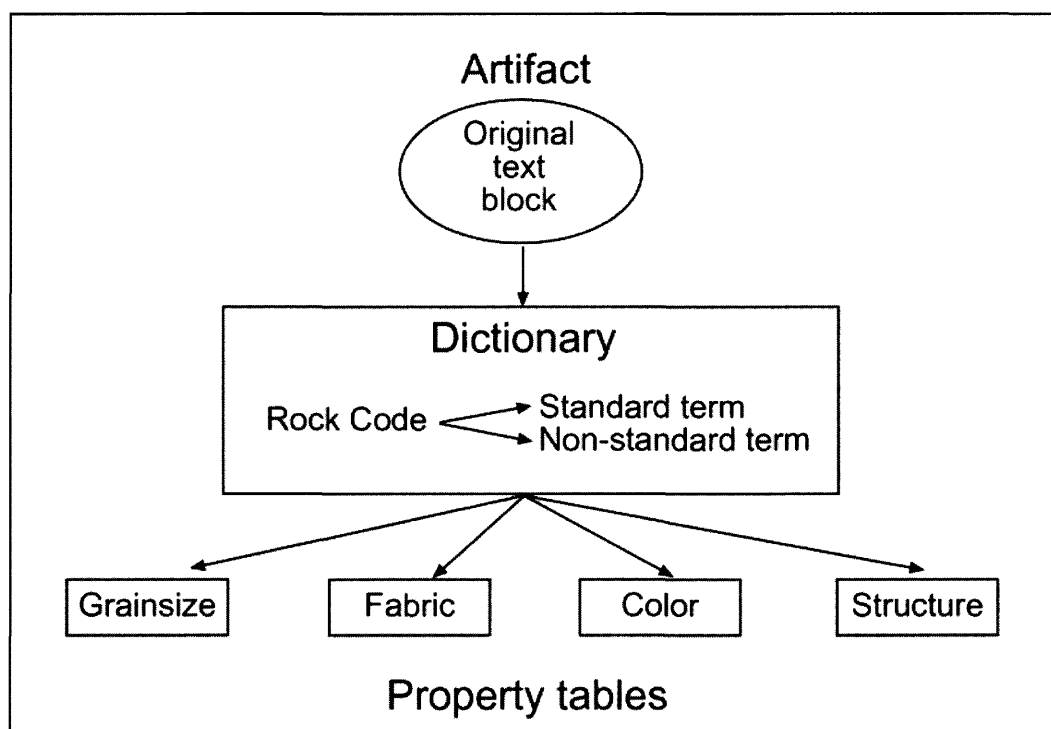 Artifact
Original
text
block
Dictionary
Rock Code
Standard term
Non-standard term
Grainsize
Fabric
Color
Structure
Property tables